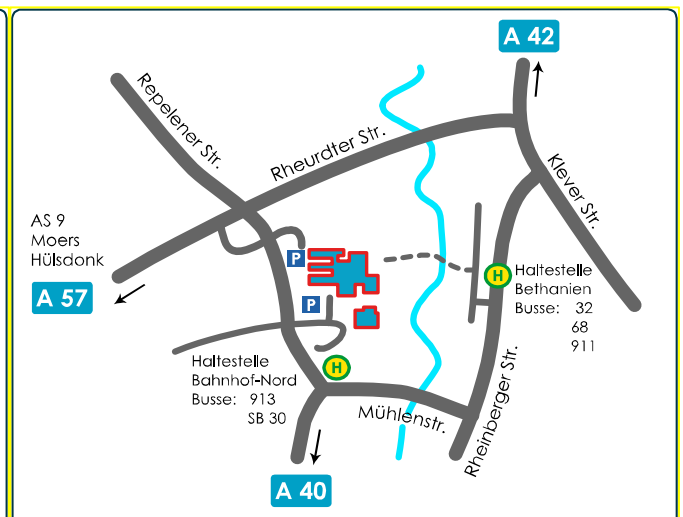 A 42
Repelener Str.
Rheurdter Str.
Klever Str.
AS 9
Moers
Hülsdonk
A 57
P
P
H
Haltestelle
Bethanien
Busse: 32
68
911
Haltestelle
Bahnhof-Nord
Busse: 913
SB 30
H
Mühlenstr.
Rheinberger Str.
A 40